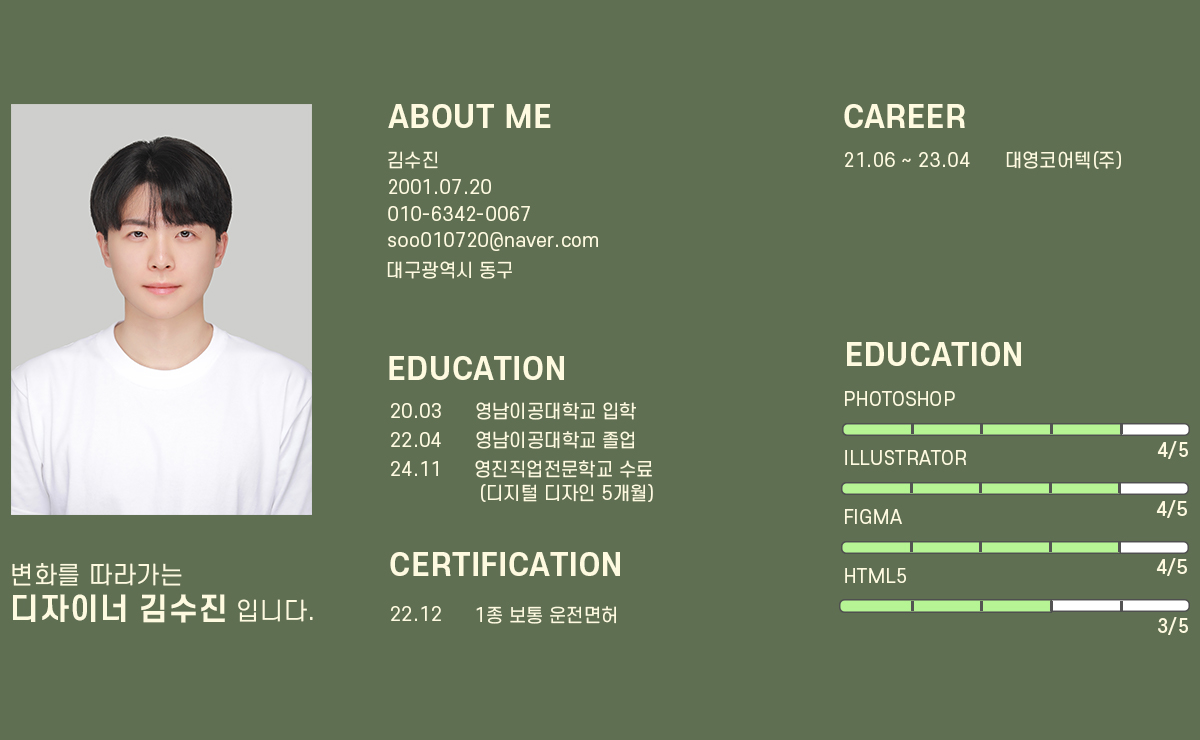 변화를 따라가는
디자이너 김수진 입니다.
ABOUT ME
김수진
2001.07.20
010-6342-0067
soo010720@naver.com
대구광역시 동구
EDUCATION
20.03 영남이공대학교 입학
22.04 영남이공대학교 졸업
24.11 영진직업전문학교 수료
(디지털 디자인 5개월)
CERTIFICATION
22.12 1종 보통 운전면허
CAREER
21.06 ~ 23.04 대영코어텍(주)
EDUCATION
PHOTOSHOP
4/5
ILLUSTRATOR
4/5
FIGMA
4/5
HTML5
3/5